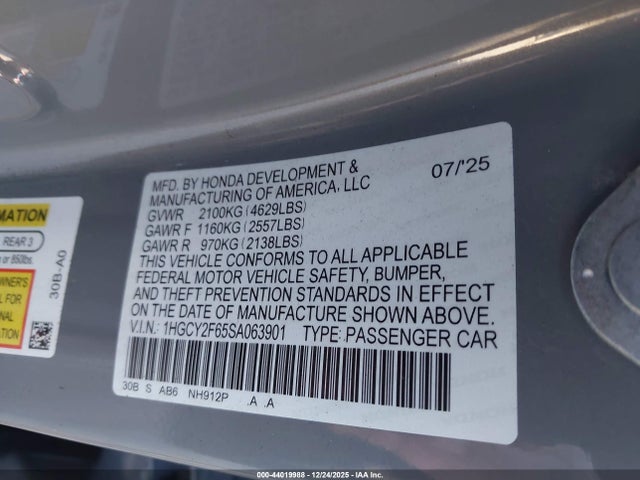 MFD. BY HONDA DEVELOPMENT & 07/'25
MANUFACTURING OF AMERICA, LLC
GVWR 2100KG(4629LBS)
GAWR F 1160KG(2557LBS)
GAWR R 970KG(2138LBS)
THIS VEHICLE CONFORMS TO ALL APPLICABLE
FEDERAL MOTOR VEHICLE SAFETY, BUMPER,
AND THEFT PREVENTION STANDARDS IN EFFECT
ON THE DATE OF MANUFACTURE SHOWN ABOVE.
V.I.N.: 1HGCY2F65SA063901 TYPE: PASSENGER CAR
30B S AB6 NH912P .A .A
REAR 3
or 850lbs.
30B-A0
FOR
000-44019988 - 12/24/2025 - IAA Inc.